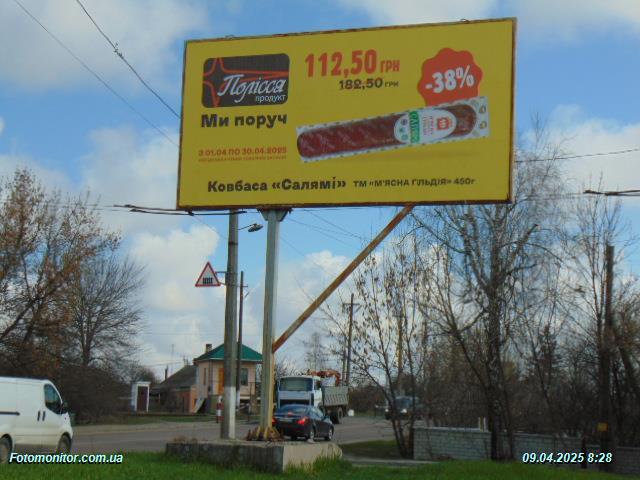 Полісся
продукт
Ми поруч
112,50 ГРН
182,50 ГРН
-38%
З 01.04 ПО 30.04.2025
Ковбаса «Салямі» ТМ «М'ЯСНА ГІЛЬДІЯ» 450г
Fotomonitor.com.ua
09.04.2025 8:28